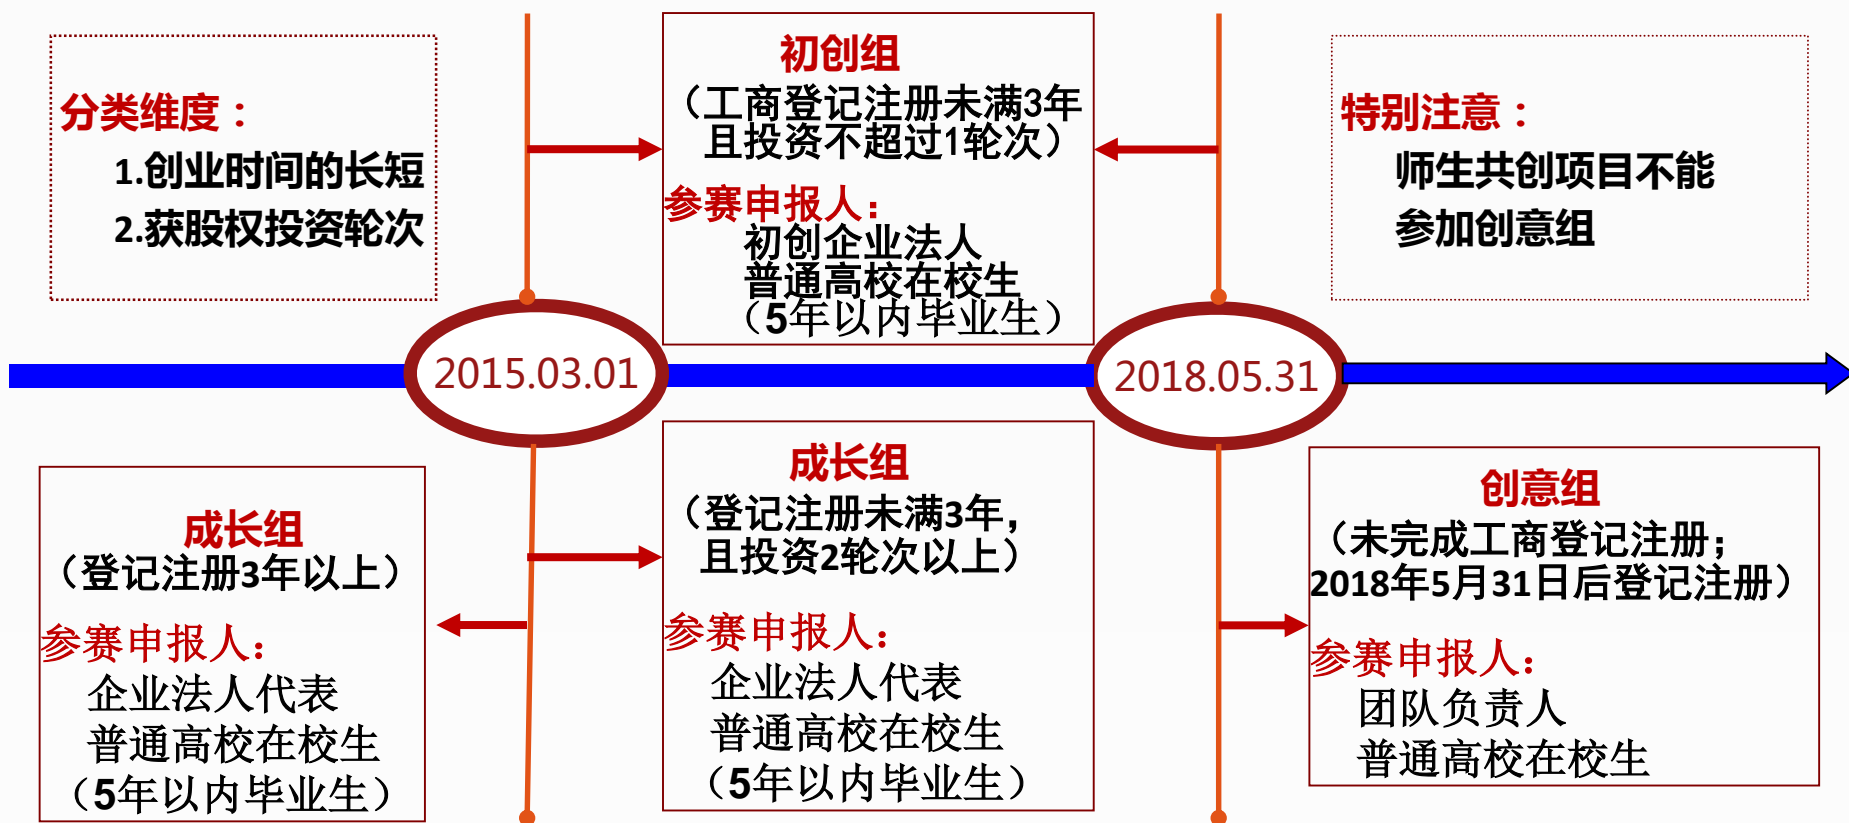 分类维度：
1.创业时间的长短
2.获股权投资轮次
初创组
（工商登记注册未满3年
且投资不超过1轮次）
参赛申报人：
初创企业法人
普通高校在校生
（5年以内毕业生）
特别注意：
师生共创项目不能
参加创意组
2015.03.01
2018.05.31
成长组
（登记注册3年以上）
参赛申报人：
企业法人代表
普通高校在校生
（5年以内毕业生）
成长组
（登记注册未满3年，
且投资2轮次以上）
参赛申报人：
企业法人代表
普通高校在校生
（5年以内毕业生）
创意组
（未完成工商登记注册；
2018年5月31日后登记注册）
参赛申报人：
团队负责人
普通高校在校生